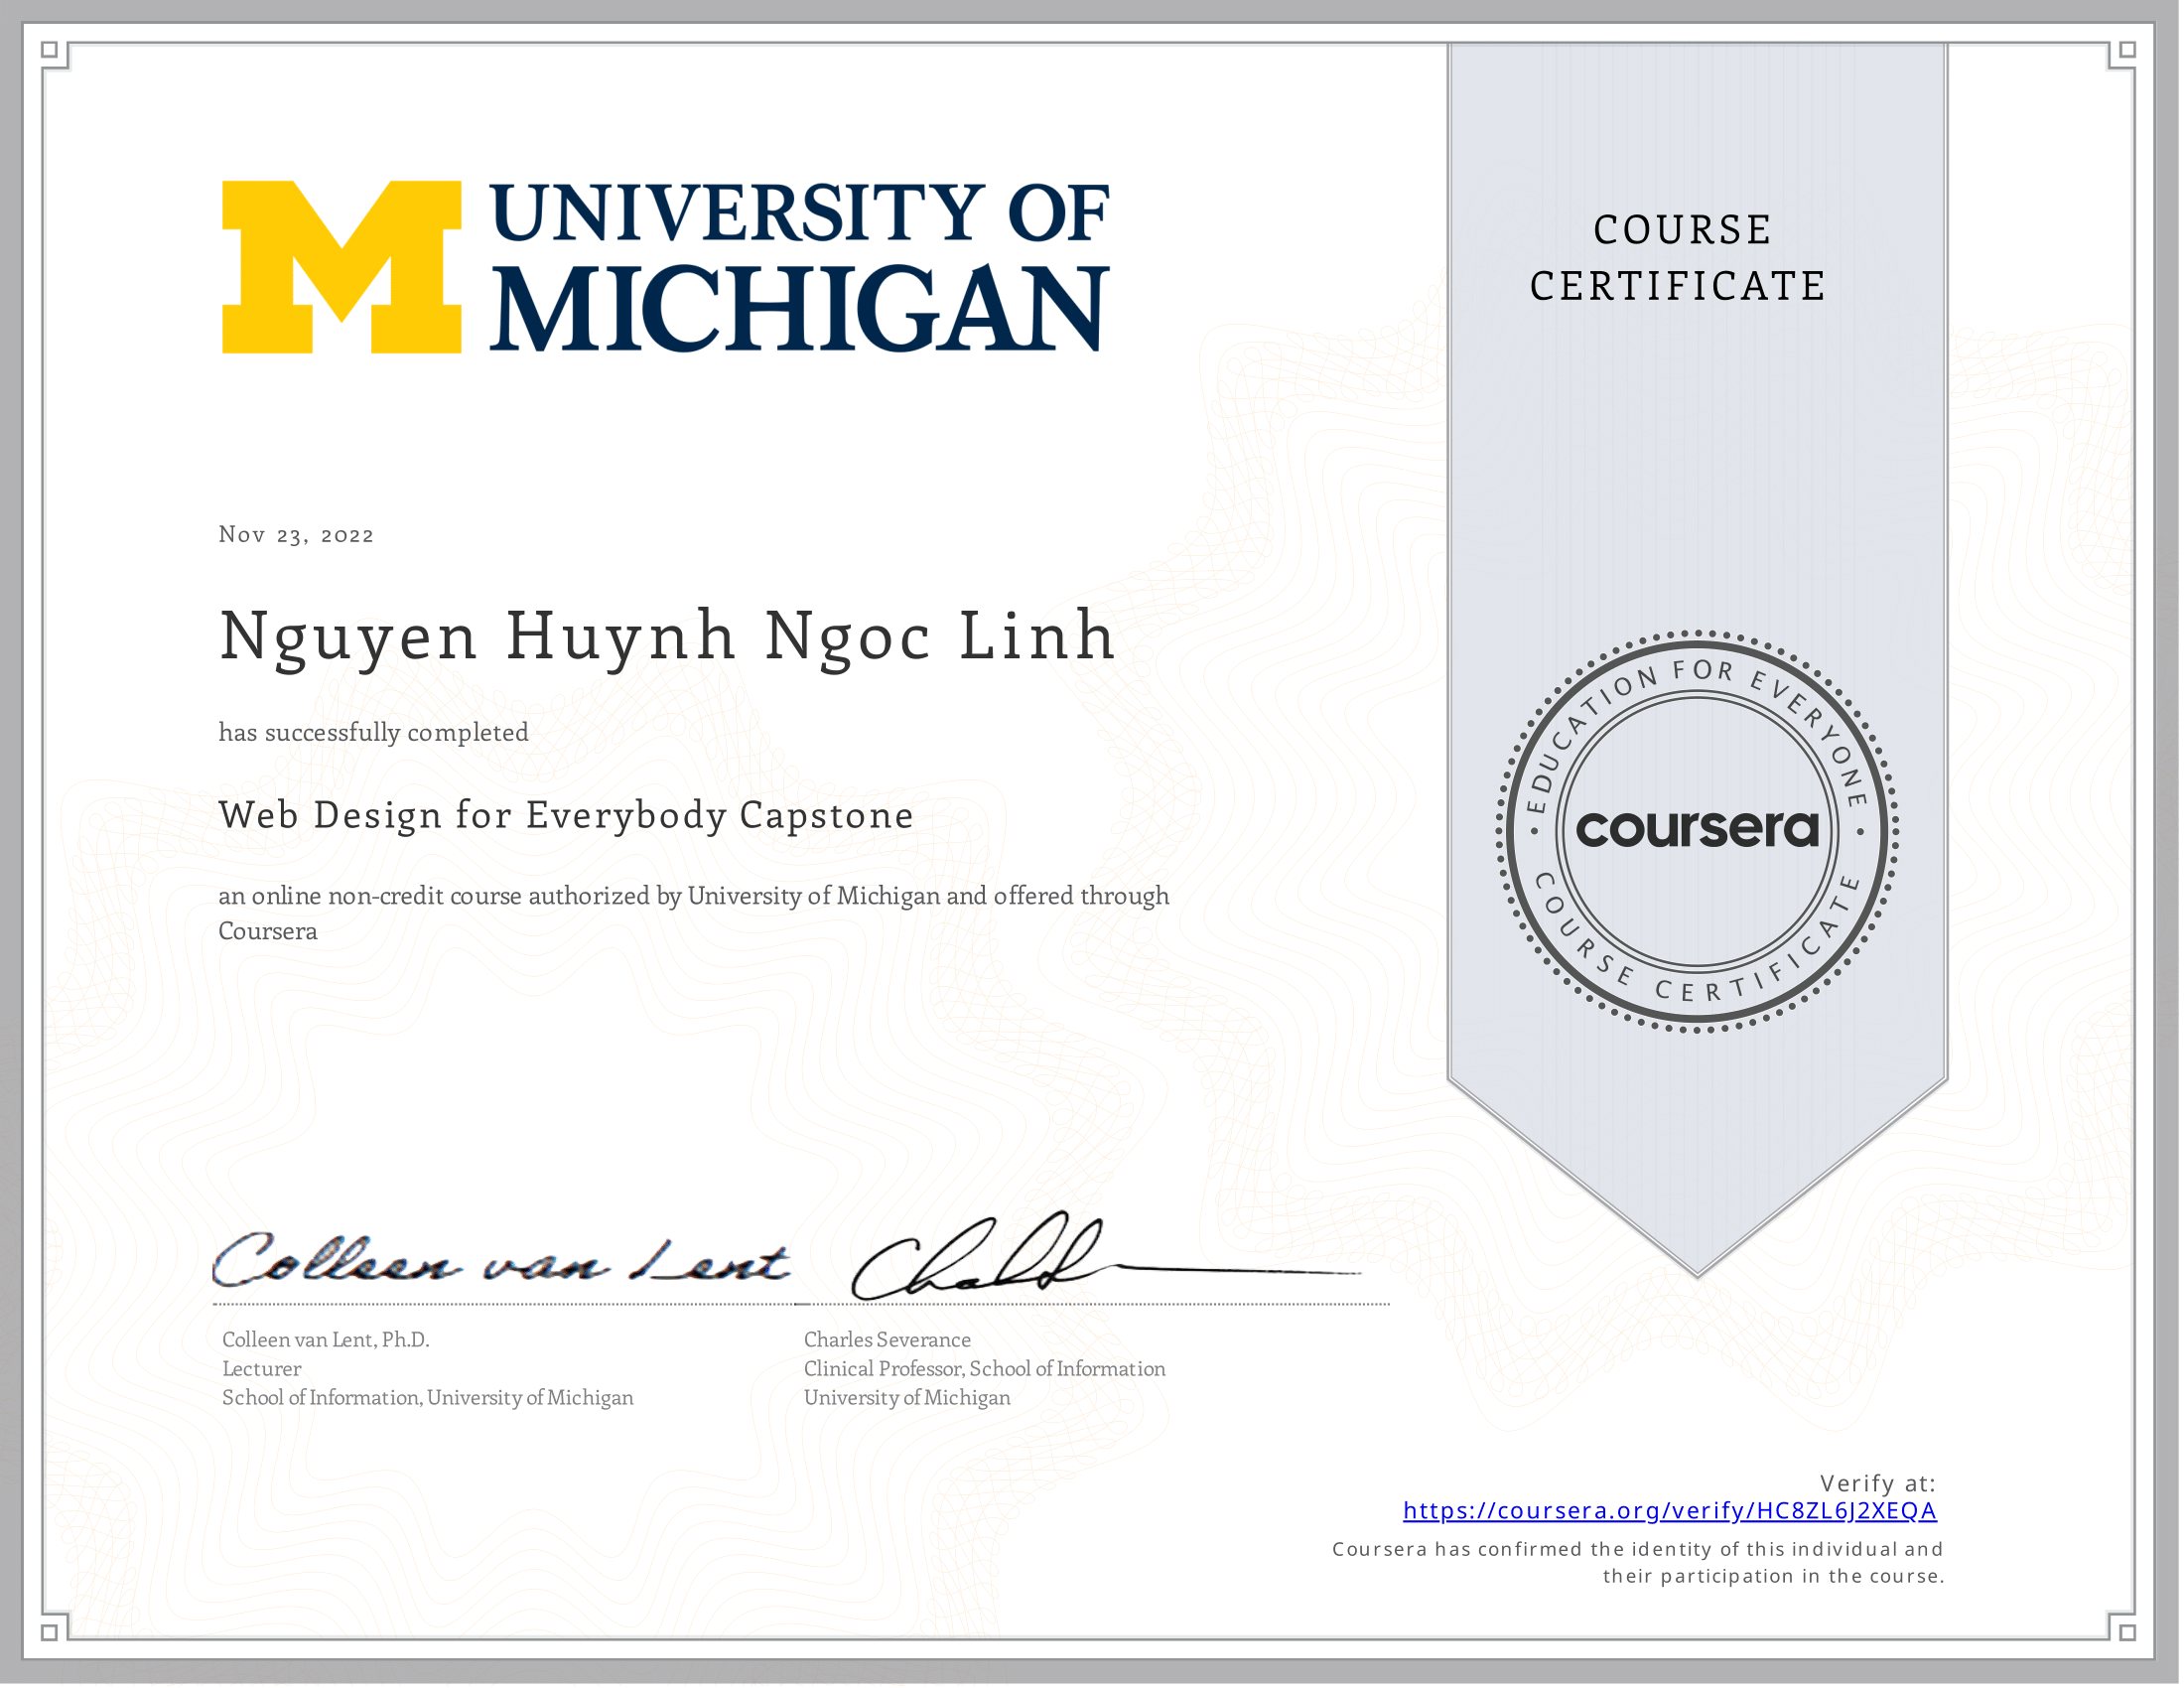 UNIVERSITY OF
MICHIGAN
COURSE
CERTIFICATE
Nov 23, 2022
Nguyen Huynh Ngoc Linh
has successfully completed
Web Design for Everybody Capstone
an online non-credit course authorized by University of Michigan and offered through
Coursera
EDUCATION FOR EVERYONE
coursera
COURSE CERTIFICATE
Colleen van Lent
Colleen van Lent, Ph.D.
Lecturer
School of Information, University of Michigan
Charles Severance
Clinical Professor, School of Information
University of Michigan
Verify at:
https://coursera.org/verify/HC8ZL6J2XEQA
Coursera has confirmed the identity of this individual and
their participation in the course.